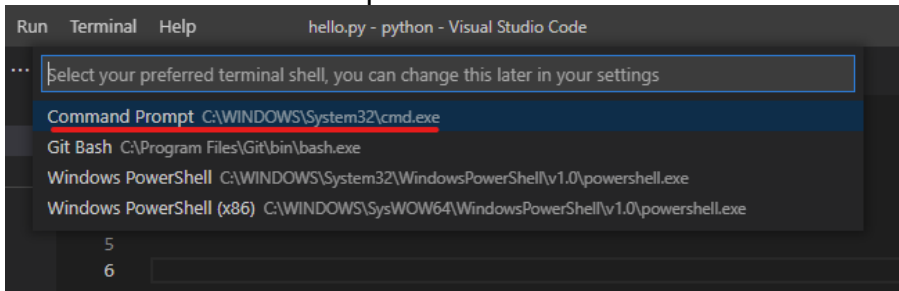 Run Terminal Help hello.py - python - Visual Studio Code
... Select your preferred terminal shell, you can change this later in your settings
Command Prompt C:\WINDOWS\System32\cmd.exe
Git Bash C:\Program Files\Git\bin\bash.exe
Windows PowerShell C:\WINDOWS\System32\WindowsPowerShell\v1.0\powershell.exe
Windows PowerShell (x86) C:\WINDOWS\SysWOW64\WindowsPowerShell\v1.0\powershell.exe
5
6